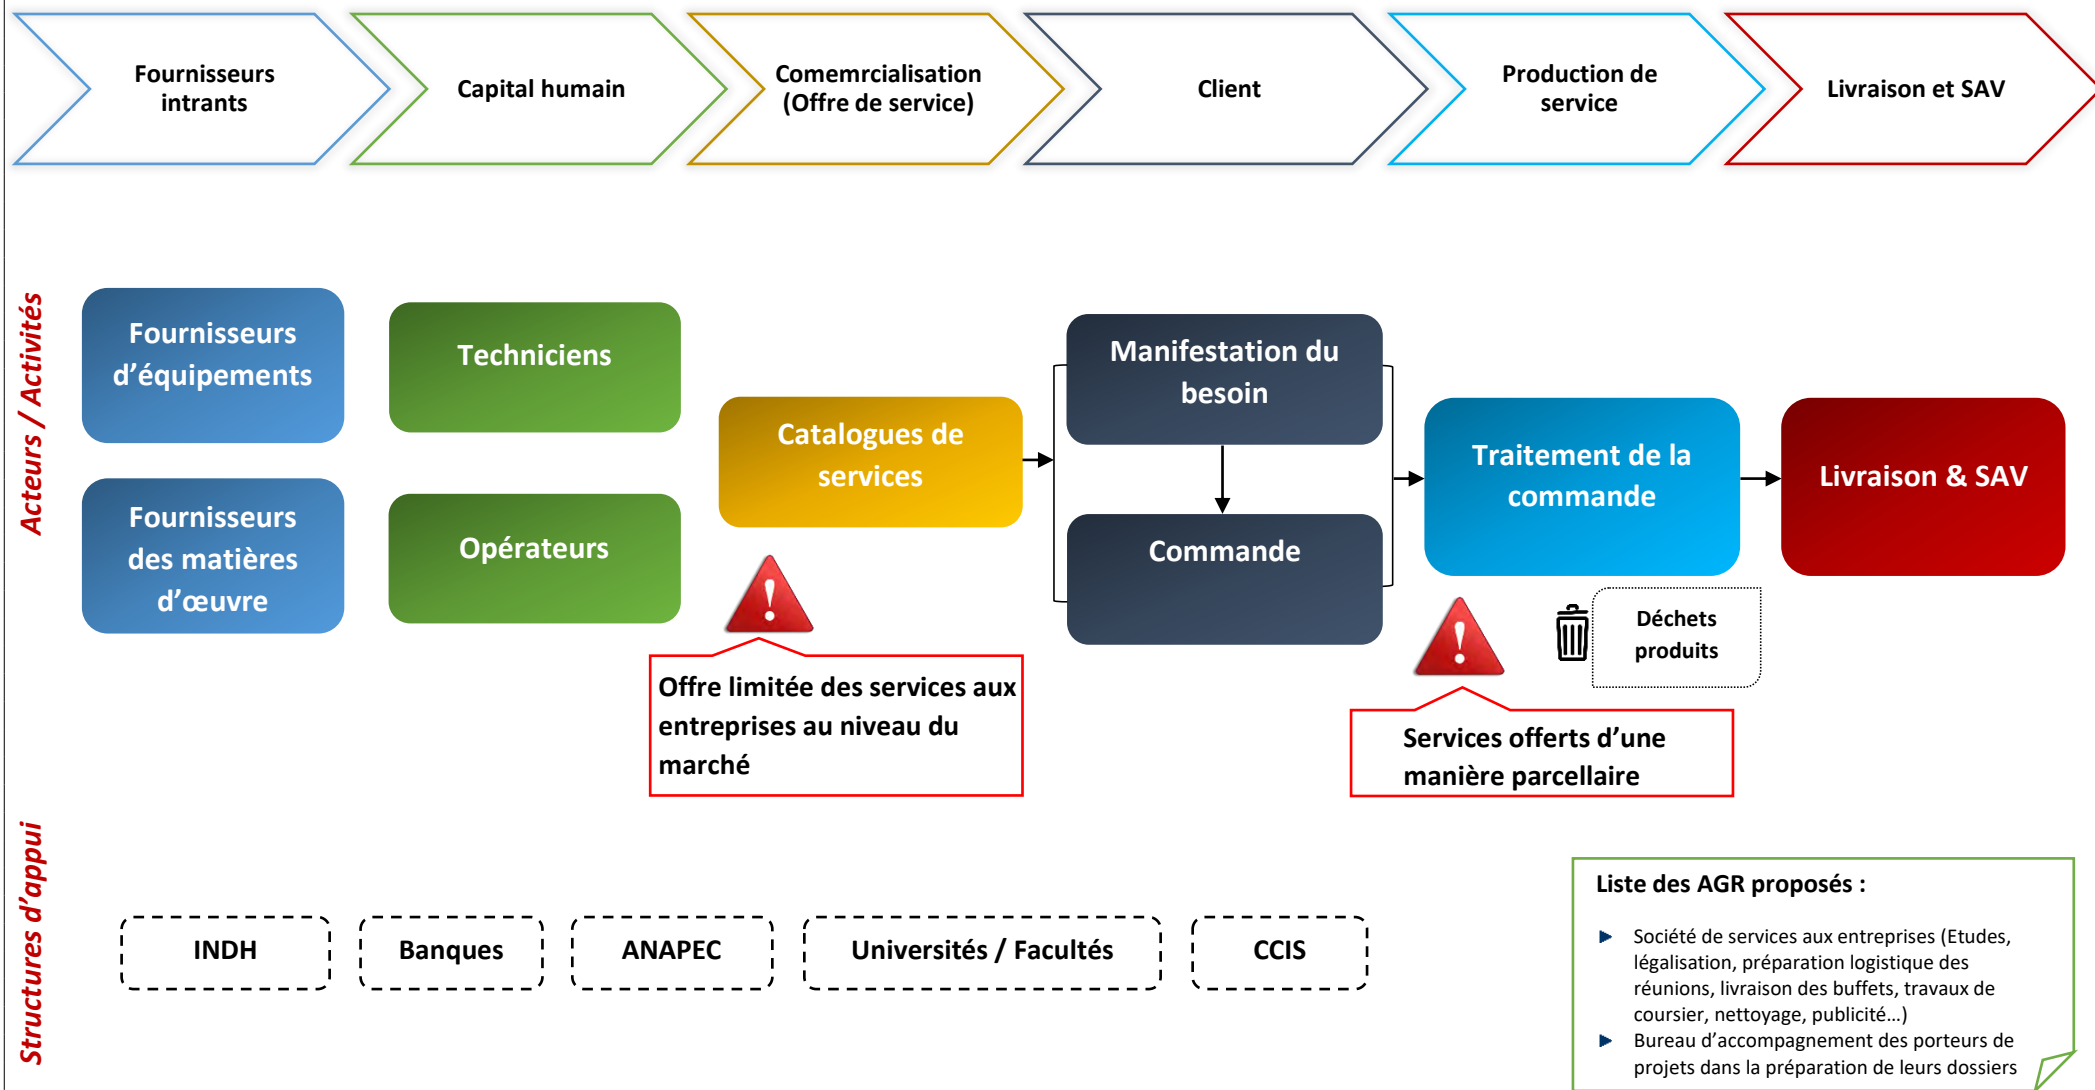 Fournisseurs
intrants
Capital humain
Comemrcialisation
(Offre de service)
Client
Production de
service
Livraison et SAV
Acteurs / Activités
Fournisseurs
d’équipements
Techniciens
Fournisseurs
des matières
d’œuvre
Opérateurs
Catalogues de
services
Manifestation du
besoin
Commande
Traitement de la
commande
Livraison & SAV
Déchets
produits
Offre limitée des services aux
entreprises au niveau du
marché
Services offerts d’une
manière parcellaire
Structures d’appui
INDH
Banques
ANAPEC
Universités / Facultés
CCIS
Liste des AGR proposés :
Société de services aux entreprises (Etudes,
légalisation, préparation logistique des
réunions, livraison des buffets, travaux de
coursier, nettoyage, publicité…)
Bureau d’accompagnement des porteurs de
projets dans la préparation de leurs dossiers